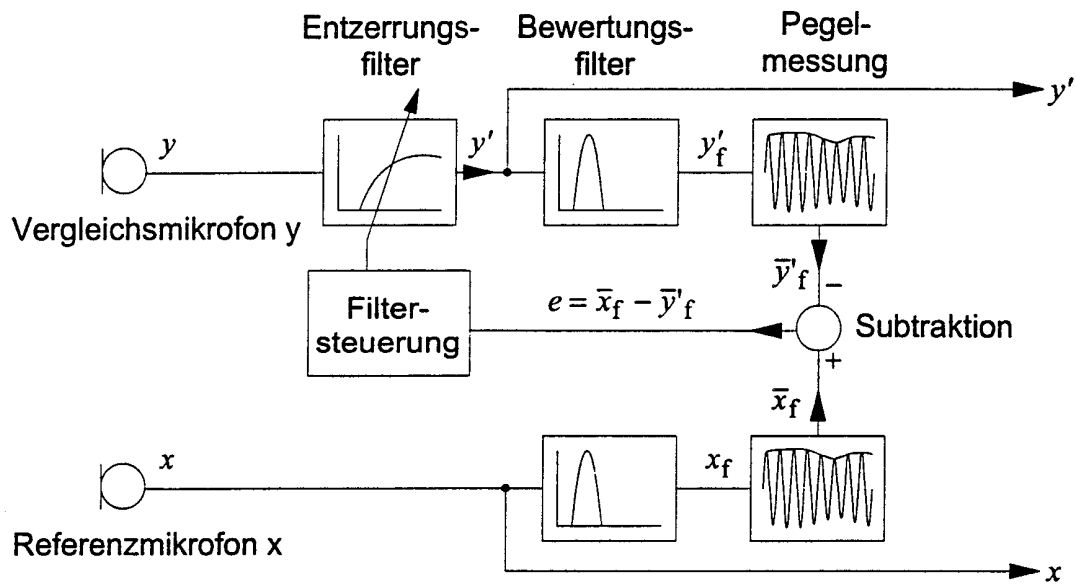 Entzerrungs-
filter
Bewertungs-
filter
Pegel-
messung
y'
y
y'
y'f
Vergleichsmikrofon y
ȳ'f
−
Filter-
steuerung
e = x̄f − ȳ'f
Subtraktion
+
x̄f
x
xf
Referenzmikrofon x
x